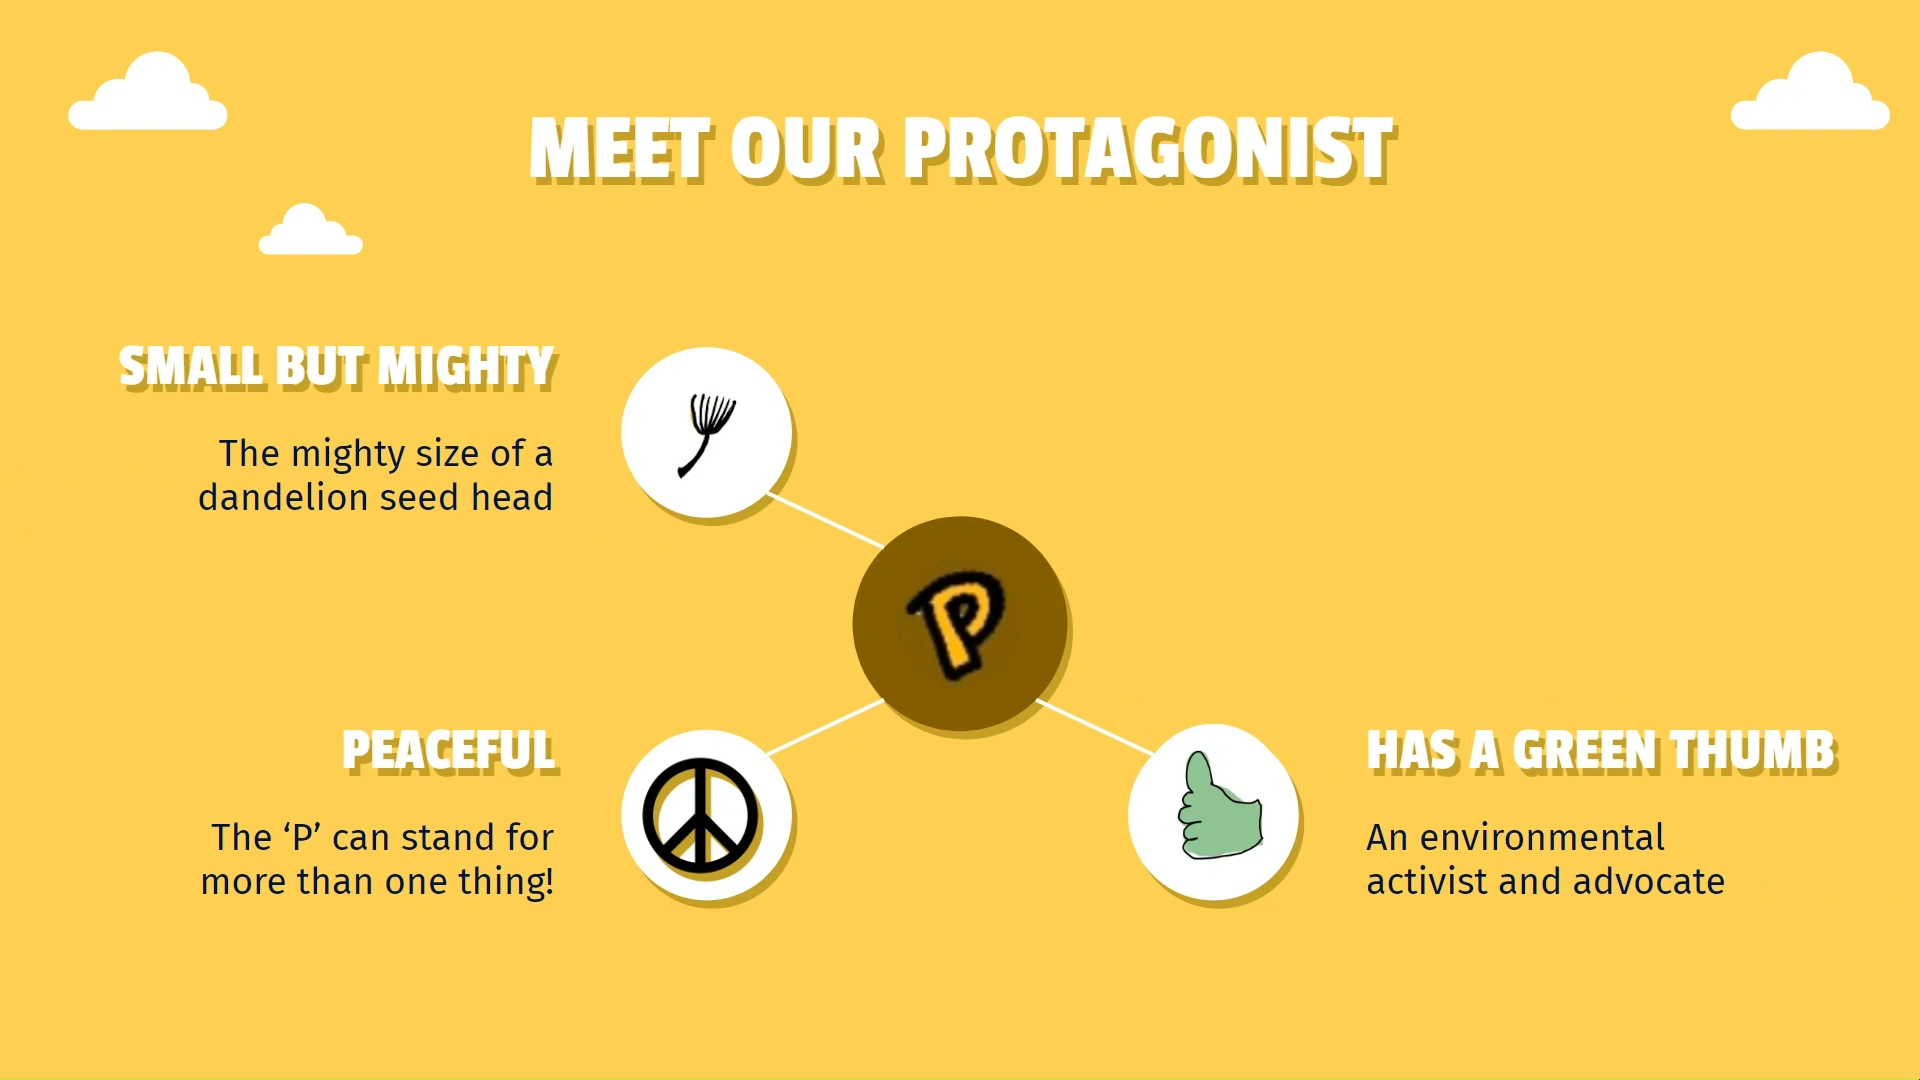 MEET OUR PROTAGONIST
SMALL BUT MIGHTY
The mighty size of a
dandelion seed head
P
PEACEFUL
The ‘P’ can stand for
more than one thing!
HAS A GREEN THUMB
An environmental
activist and advocate